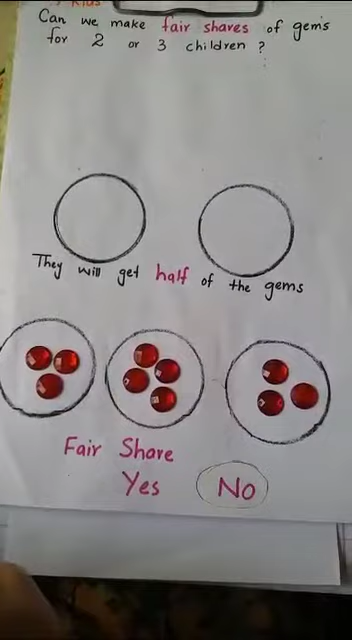 Kids
Can we make fair shares of gems
for 2 or 3 children ?
They will get half of the gems
Fair Share
Yes No